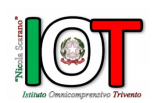 "Nicola Scarano"
IOT
Istituto Omnicomprensivo Trivento